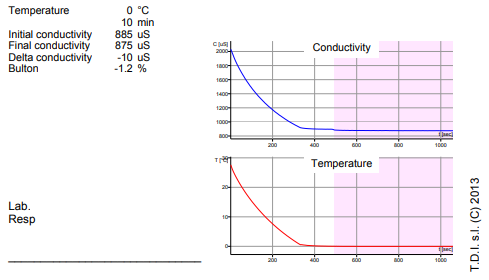 Temperature 0 °C
10 min
Initial conductivity 885 uS
Final conductivity 875 uS
Delta conductivity -10 uS
Bulton -1.2 %
Conductivity
C [uS]
2000
1800
1600
1400
1200
1000
800
t [sec]
200 400 600 800 1000
Temperature
T [°C]
20
10
0
t [sec]
200 400 600 800 1000
Lab.
Resp
T.D.I. s.l. (C) 2013